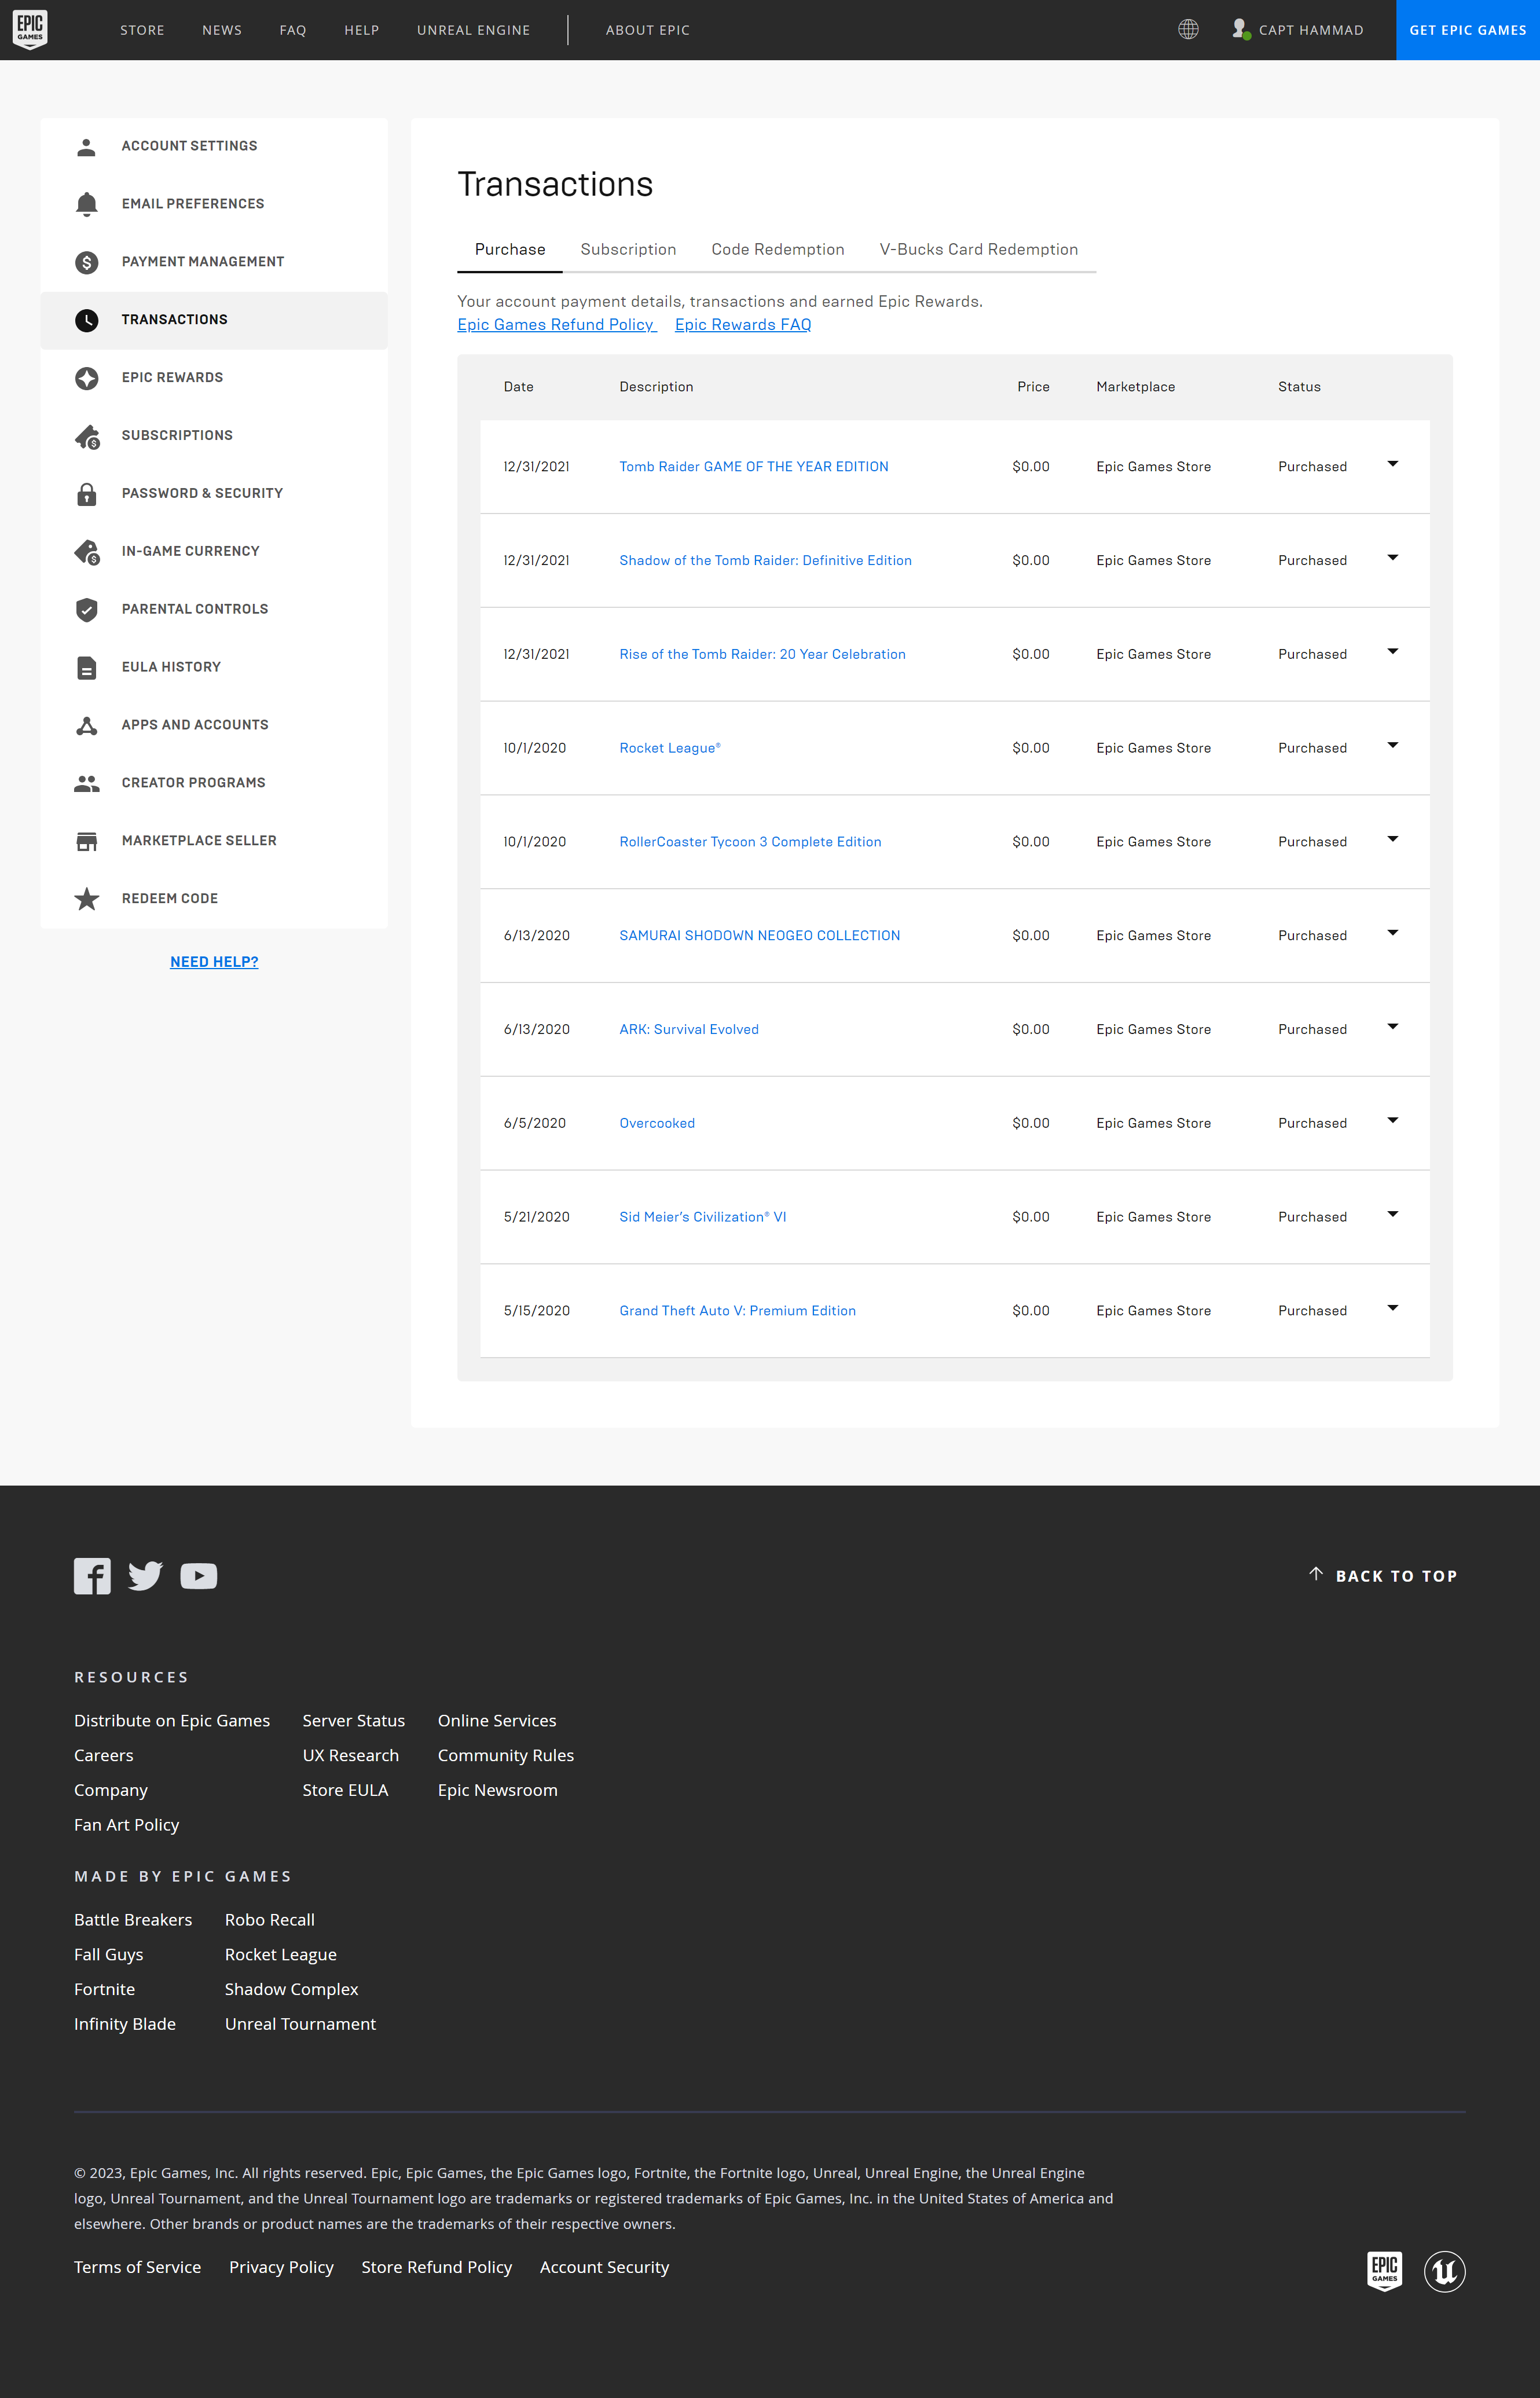 EPIC GAMES STORE NEWS FAQ HELP UNREAL ENGINE ABOUT EPIC CAPT HAMMAD GET EPIC GAMES
ACCOUNT SETTINGS
EMAIL PREFERENCES
PAYMENT MANAGEMENT
TRANSACTIONS
EPIC REWARDS
SUBSCRIPTIONS
PASSWORD & SECURITY
IN-GAME CURRENCY
PARENTAL CONTROLS
EULA HISTORY
APPS AND ACCOUNTS
CREATOR PROGRAMS
MARKETPLACE SELLER
REDEEM CODE
NEED HELP?
Transactions
Purchase Subscription Code Redemption V-Bucks Card Redemption
Your account payment details, transactions and earned Epic Rewards.
Epic Games Refund Policy Epic Rewards FAQ
Date Description Price Marketplace Status
12/31/2021 Tomb Raider GAME OF THE YEAR EDITION $0.00 Epic Games Store Purchased
12/31/2021 Shadow of the Tomb Raider: Definitive Edition $0.00 Epic Games Store Purchased
12/31/2021 Rise of the Tomb Raider: 20 Year Celebration $0.00 Epic Games Store Purchased
10/1/2020 Rocket League® $0.00 Epic Games Store Purchased
10/1/2020 RollerCoaster Tycoon 3 Complete Edition $0.00 Epic Games Store Purchased
6/13/2020 SAMURAI SHODOWN NEOGEO COLLECTION $0.00 Epic Games Store Purchased
6/13/2020 ARK: Survival Evolved $0.00 Epic Games Store Purchased
6/5/2020 Overcooked $0.00 Epic Games Store Purchased
5/21/2020 Sid Meier’s Civilization® VI $0.00 Epic Games Store Purchased
5/15/2020 Grand Theft Auto V: Premium Edition $0.00 Epic Games Store Purchased
BACK TO TOP
RESOURCES
Distribute on Epic Games Server Status Online Services
Careers UX Research Community Rules
Company Store EULA Epic Newsroom
Fan Art Policy
MADE BY EPIC GAMES
Battle Breakers Robo Recall
Fall Guys Rocket League
Fortnite Shadow Complex
Infinity Blade Unreal Tournament
© 2023, Epic Games, Inc. All rights reserved. Epic, Epic Games, the Epic Games logo, Fortnite, the Fortnite logo, Unreal, Unreal Engine, the Unreal Engine
logo, Unreal Tournament, and the Unreal Tournament logo are trademarks or registered trademarks of Epic Games, Inc. in the United States of America and
elsewhere. Other brands or product names are the trademarks of their respective owners.
Terms of Service Privacy Policy Store Refund Policy Account Security EPIC GAMES